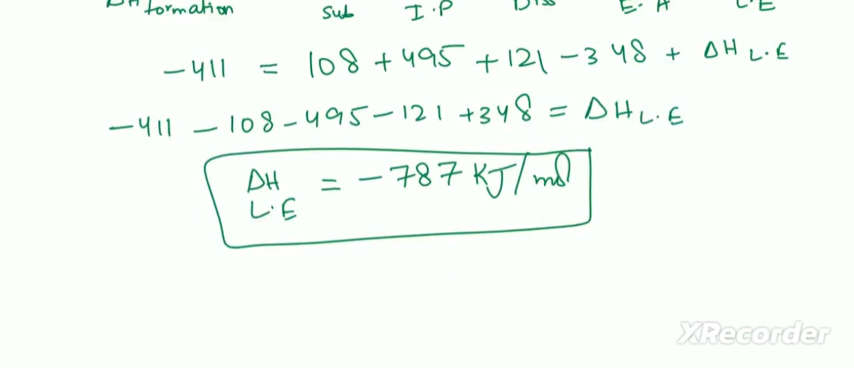 ΔH formation sub I.P Diss E.A L.E
-411 = 108 + 495 + 121 - 348 + ΔH L.E
-411 - 108 - 495 - 121 + 348 = ΔH L.E
ΔH L.E = -787 KJ/mol
XRecorder